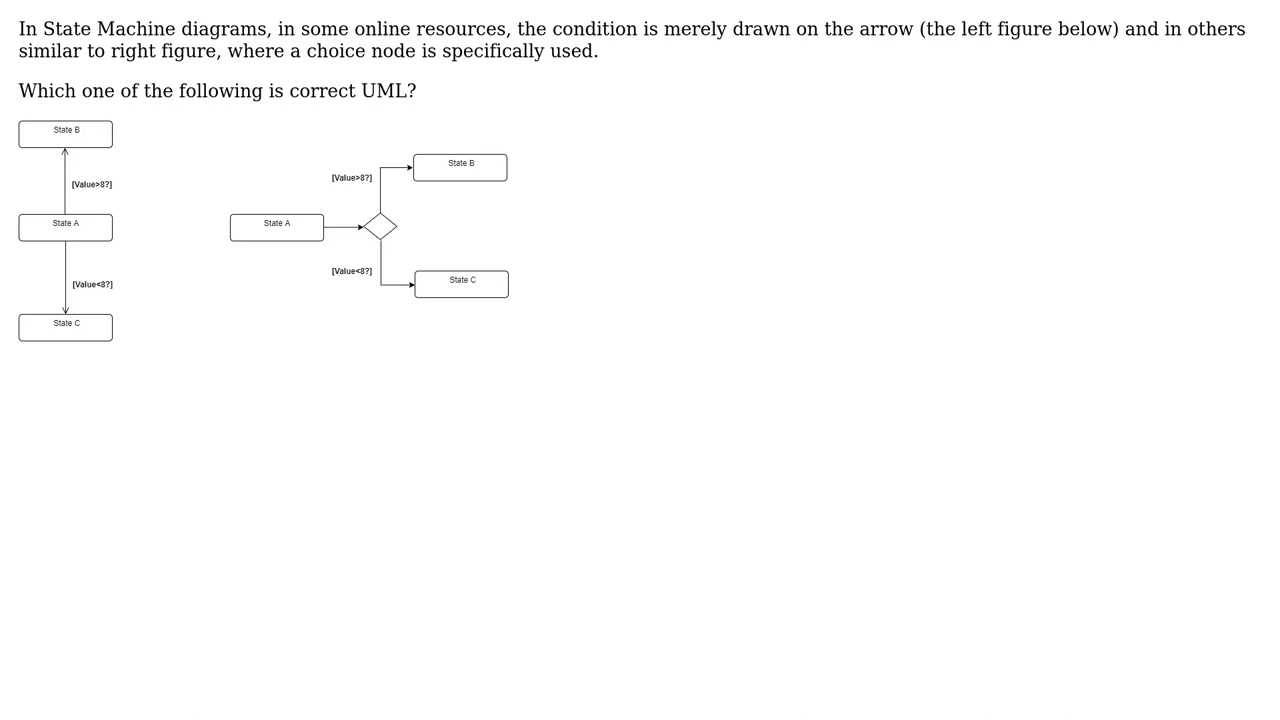 In State Machine diagrams, in some online resources, the condition is merely drawn on the arrow (the left figure below) and in others
similar to right figure, where a choice node is specifically used.
Which one of the following is correct UML?
State B
[Value>8?]
State A
[Value<8?]
State C
State B
[Value>8?]
State A
[Value<8?]
State C